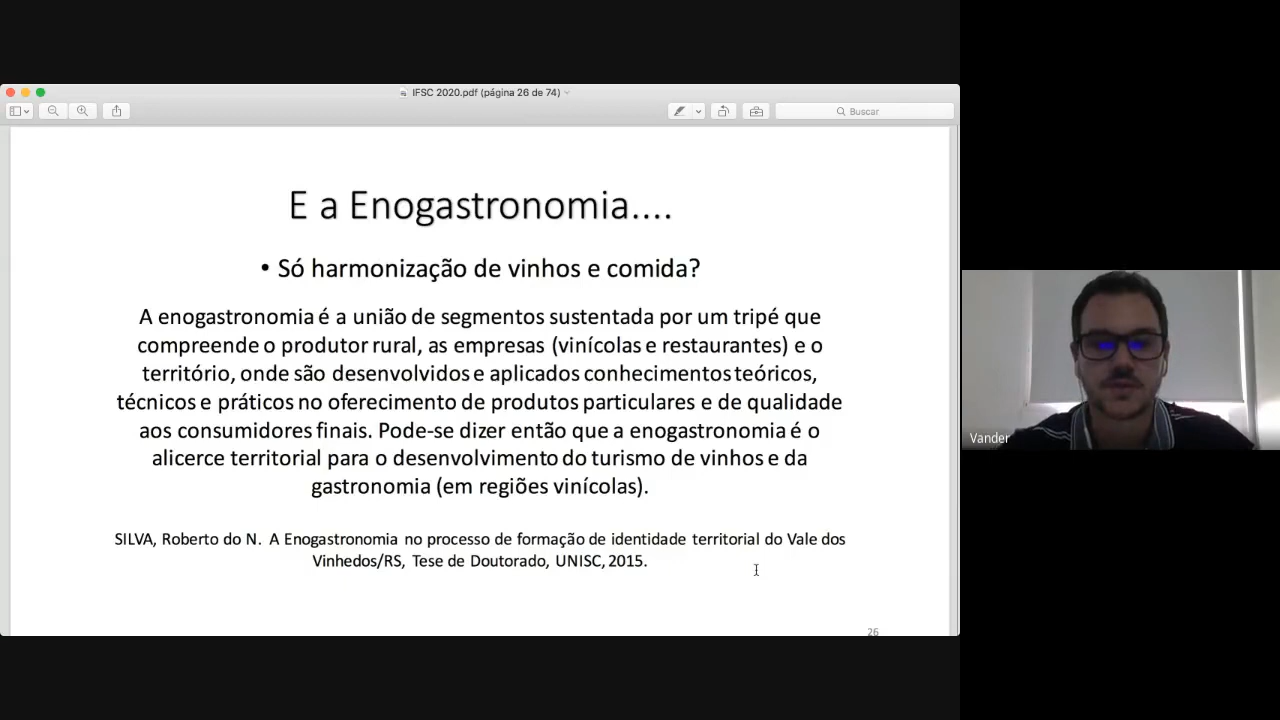 IFSC 2020.pdf (página 26 de 74)
Buscar
E a Enogastronomia....
• Só harmonização de vinhos e comida?
A enogastronomia é a união de segmentos sustentada por um tripé que
compreende o produtor rural, as empresas (vinícolas e restaurantes) e o
território, onde são desenvolvidos e aplicados conhecimentos teóricos,
técnicos e práticos no oferecimento de produtos particulares e de qualidade
aos consumidores finais. Pode-se dizer então que a enogastronomia é o
alicerce territorial para o desenvolvimento do turismo de vinhos e da
gastronomia (em regiões vinícolas).
SILVA, Roberto do N. A Enogastronomia no processo de formação de identidade territorial do Vale dos
Vinhedos/RS, Tese de Doutorado, UNISC, 2015.
26
Vander